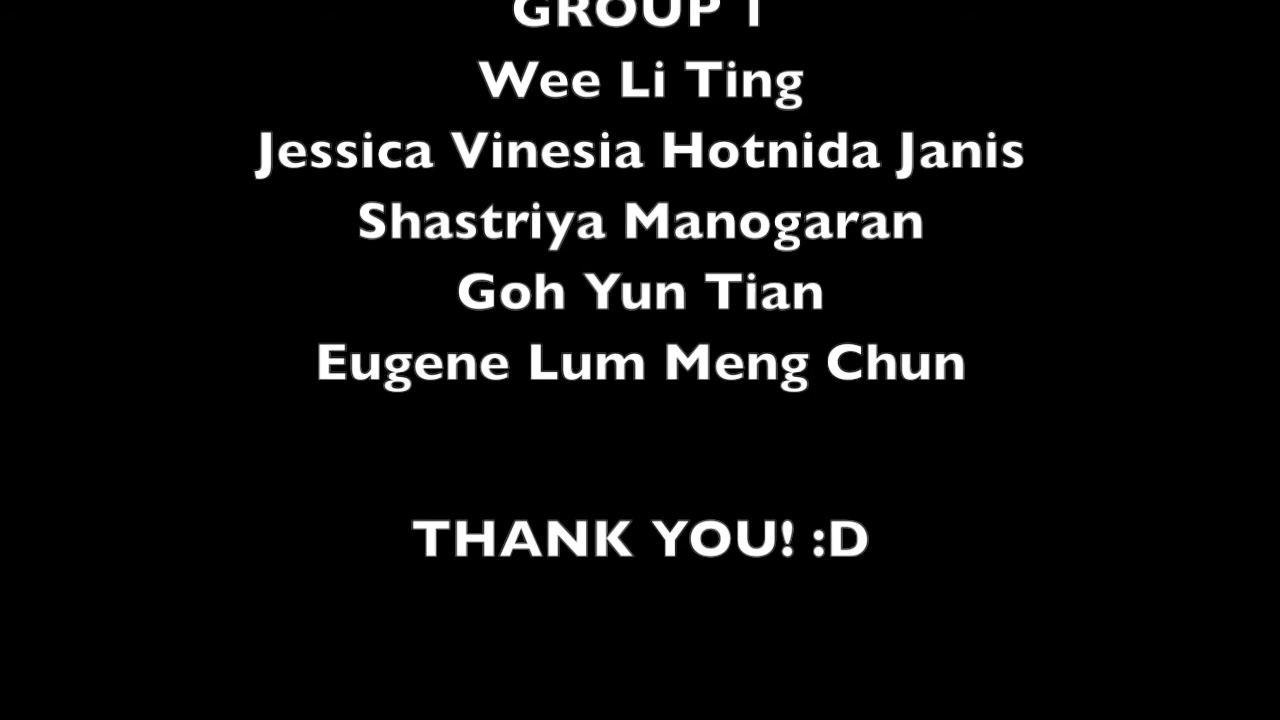 GROUP 1
Wee Li Ting
Jessica Vinesia Hotnida Janis
Shastriya Manogaran
Goh Yun Tian
Eugene Lum Meng Chun
THANK YOU! :D